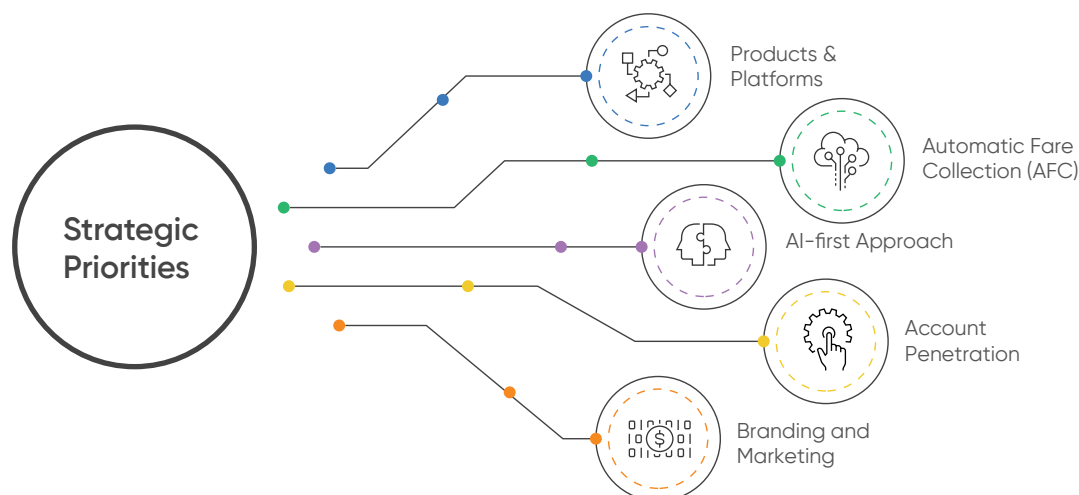 Strategic
Priorities
Products &
Platforms
Automatic Fare
Collection (AFC)
AI-first Approach
Account
Penetration
Branding and
Marketing
$